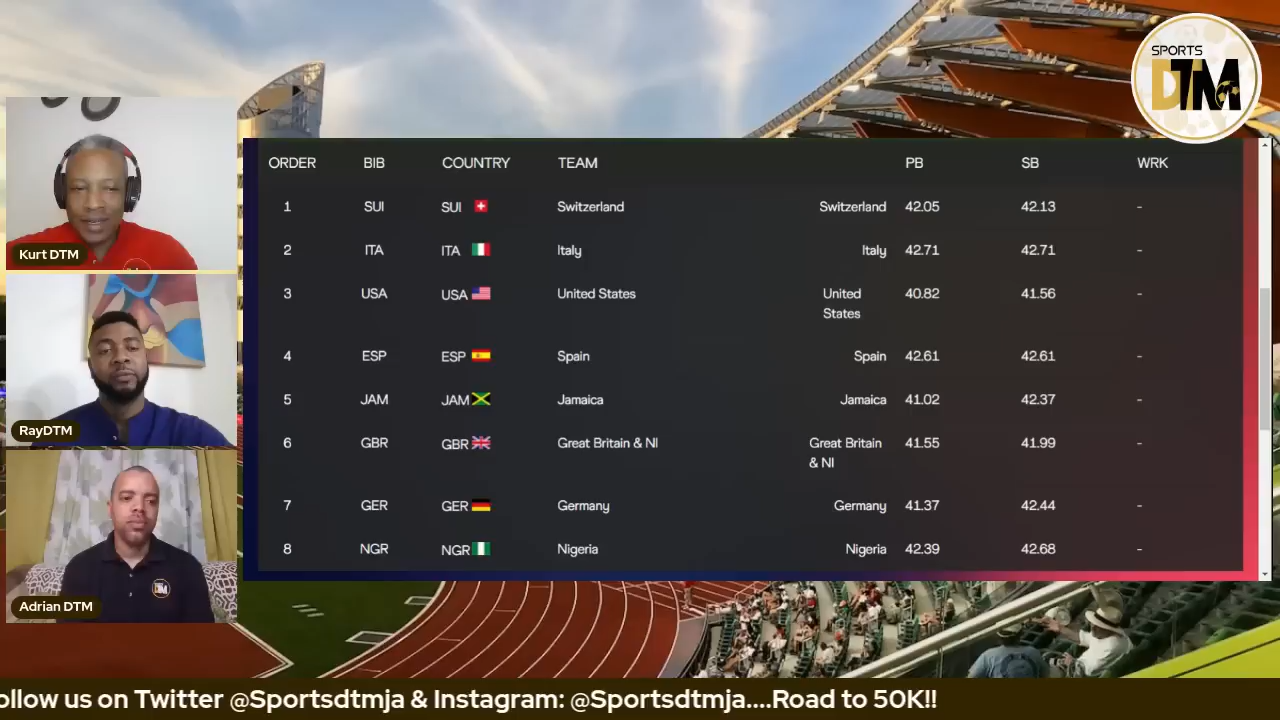 SPORTS
DTM
ORDER BIB COUNTRY TEAM PB SB WRK
1 SUI SUI Switzerland Switzerland 42.05 42.13 -
2 ITA ITA Italy Italy 42.71 42.71 -
3 USA USA United States United States 40.82 41.56 -
4 ESP ESP Spain Spain 42.61 42.61 -
5 JAM JAM Jamaica Jamaica 41.02 42.37 -
6 GBR GBR Great Britain & NI Great Britain & NI 41.55 41.99 -
7 GER GER Germany Germany 41.37 42.44 -
8 NGR NGR Nigeria Nigeria 42.39 42.68 -
Kurt DTM
RayDTM
Adrian DTM
ollow us on Twitter @Sportsdtmja & Instagram: @Sportsdtmja....Road to 50K!!